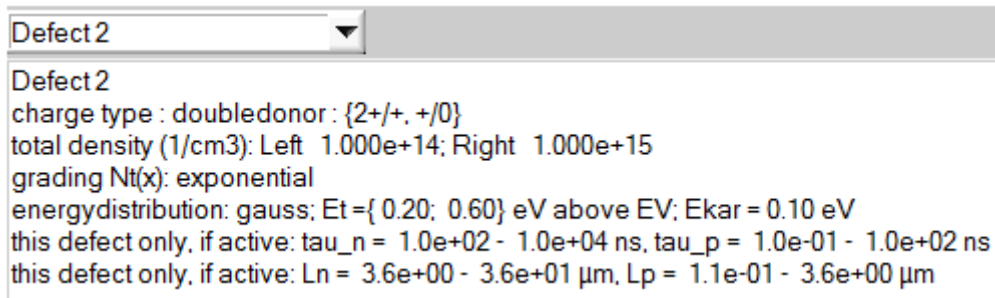 Defect 2
Defect 2
charge type : doubledonor : {2+/+, +/0}
total density (1/cm3): Left 1.000e+14; Right 1.000e+15
grading Nt(x): exponential
energydistribution: gauss; Et ={ 0.20; 0.60} eV above EV; Ekar = 0.10 eV
this defect only, if active: tau_n = 1.0e+02 - 1.0e+04 ns, tau_p = 1.0e-01 - 1.0e+02 ns
this defect only, if active: Ln = 3.6e+00 - 3.6e+01 µm, Lp = 1.1e-01 - 3.6e+00 µm